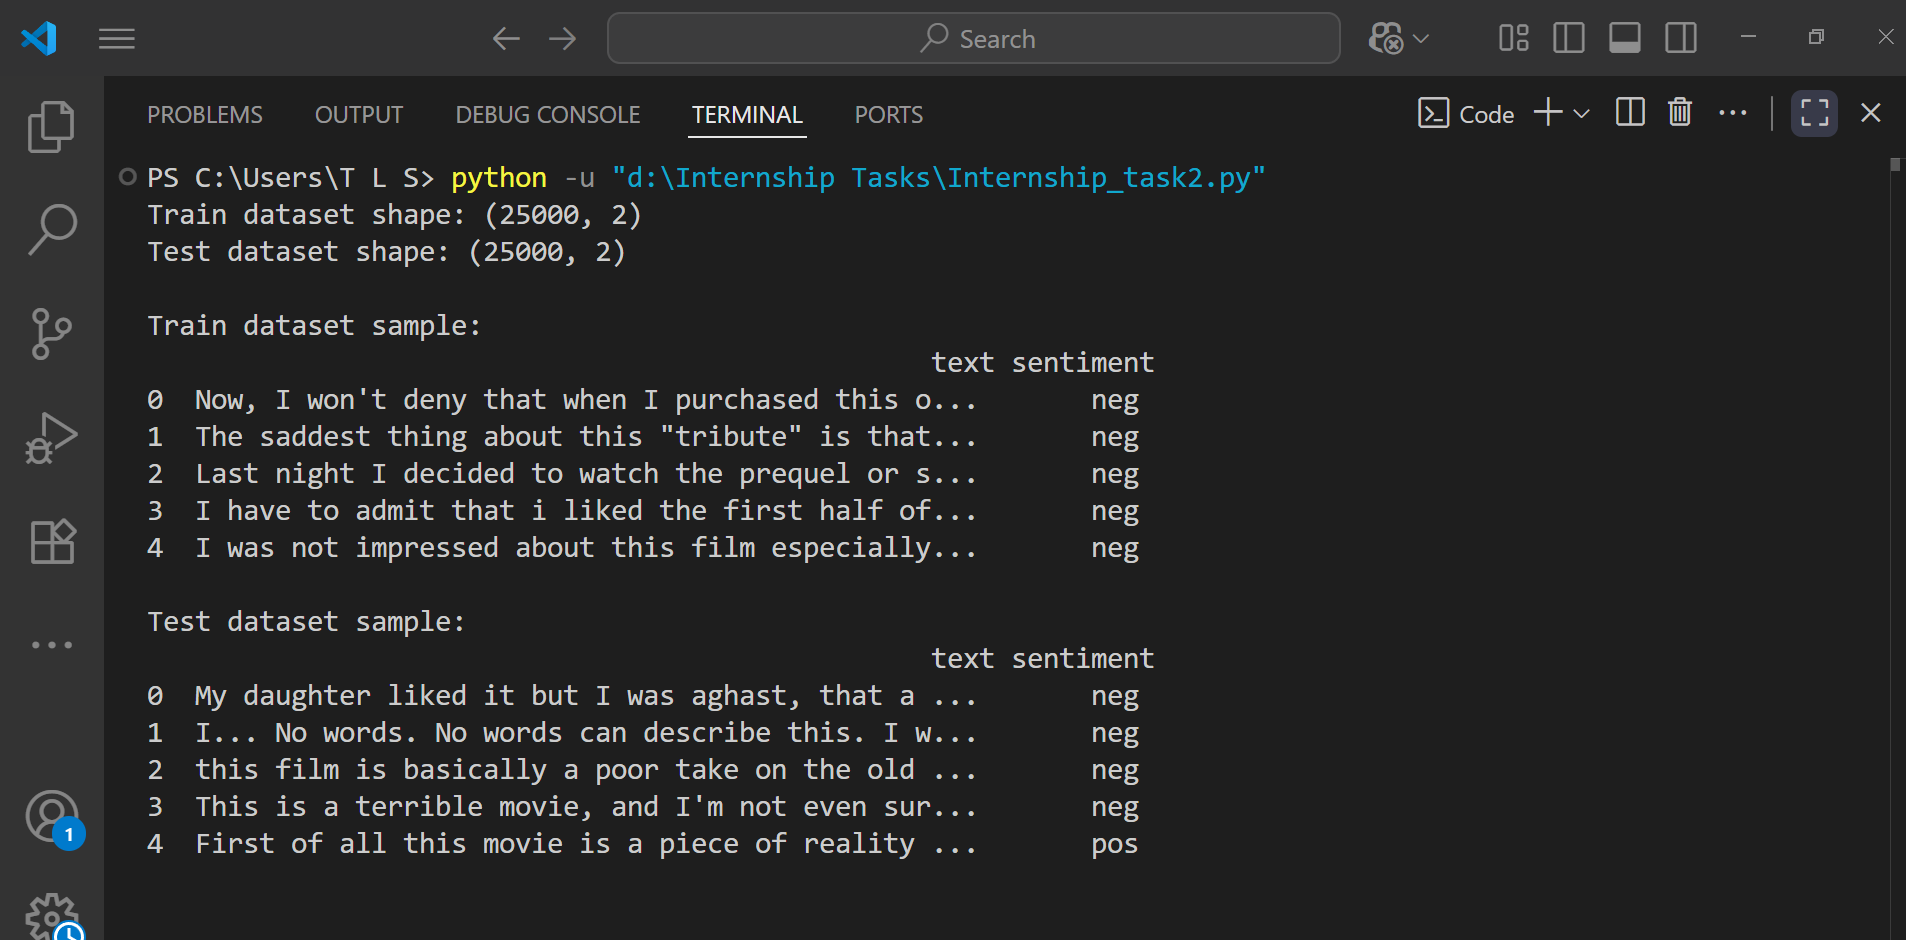 Search
PROBLEMS OUTPUT DEBUG CONSOLE TERMINAL PORTS Code
PS C:\Users\T L S> python -u "d:\Internship Tasks\Internship_task2.py"
Train dataset shape: (25000, 2)
Test dataset shape: (25000, 2)
Train dataset sample:
text sentiment
0 Now, I won't deny that when I purchased this o... neg
1 The saddest thing about this "tribute" is that... neg
2 Last night I decided to watch the prequel or s... neg
3 I have to admit that i liked the first half of... neg
4 I was not impressed about this film especially... neg
Test dataset sample:
text sentiment
0 My daughter liked it but I was aghast, that a ... neg
1 I... No words. No words can describe this. I w... neg
2 this film is basically a poor take on the old ... neg
3 This is a terrible movie, and I'm not even sur... neg
4 First of all this movie is a piece of reality ... pos
1